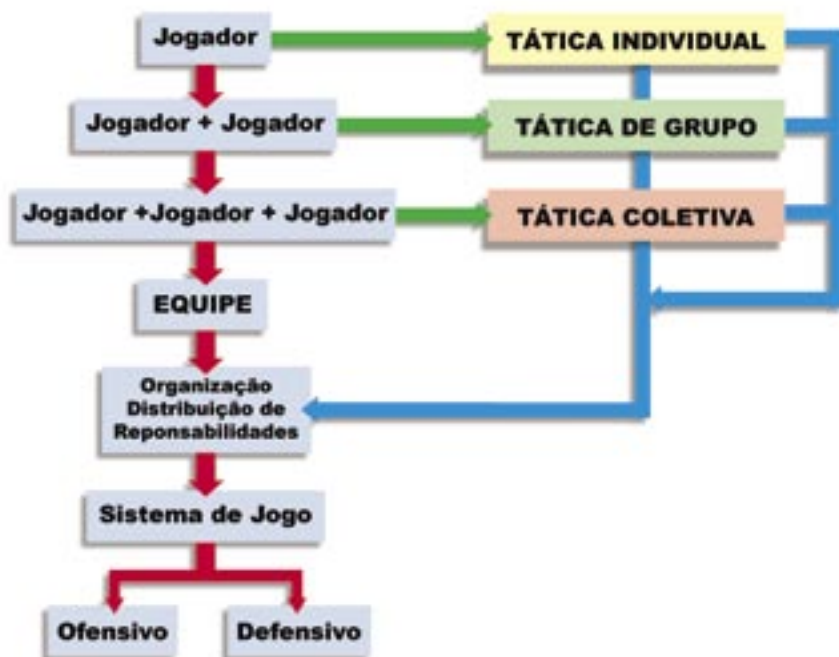 Jogador
TÁTICA INDIVIDUAL
Jogador + Jogador
TÁTICA DE GRUPO
Jogador +Jogador + Jogador
TÁTICA COLETIVA
EQUIPE
Organização
Distribuição de
Reponsabilidades
Sistema de Jogo
Ofensivo
Defensivo